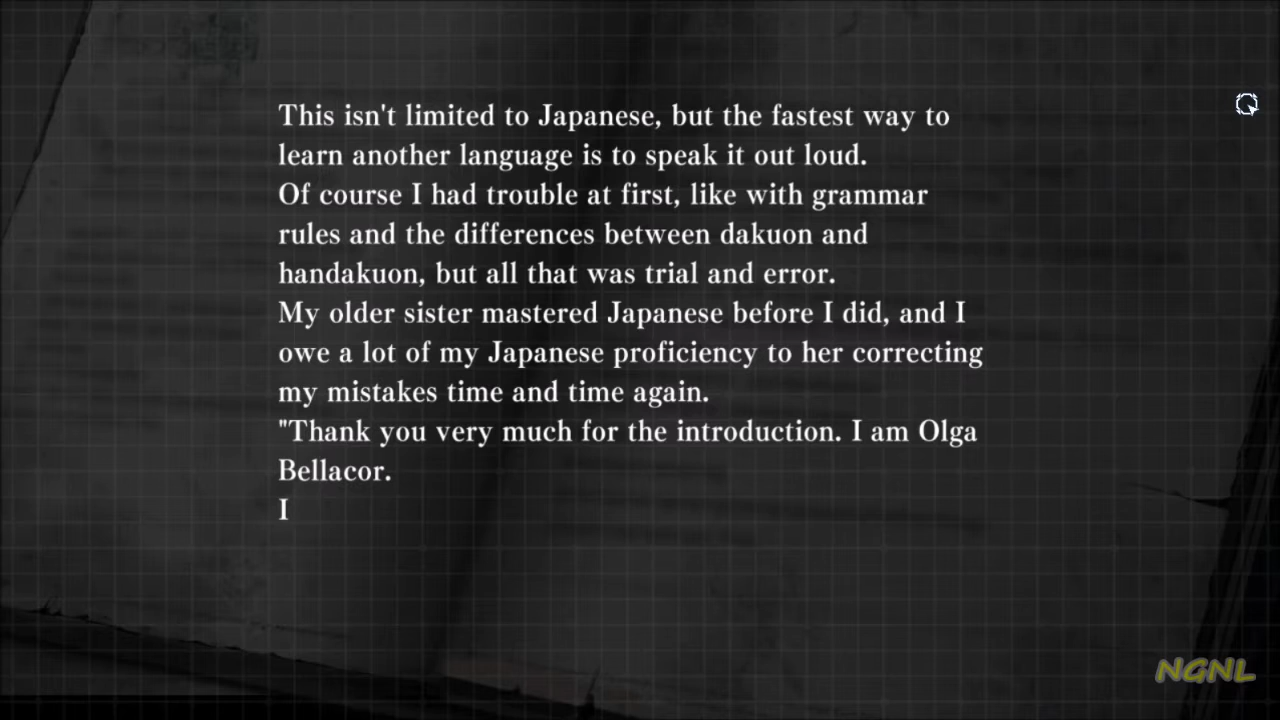 This isn't limited to Japanese, but the fastest way to
learn another language is to speak it out loud.
Of course I had trouble at first, like with grammar
rules and the differences between dakuon and
handakuon, but all that was trial and error.
My older sister mastered Japanese before I did, and I
owe a lot of my Japanese proficiency to her correcting
my mistakes time and time again.
"Thank you very much for the introduction. I am Olga
Bellacor.
I
NGNL